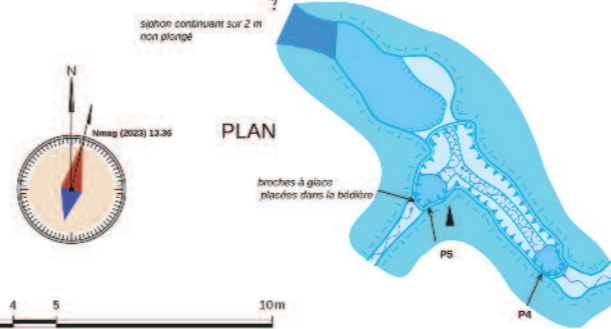 ?
siphon continuant sur 2 m
non plongé
N
Nmag (2023) 13.36
PLAN
broches à glace
placées dans la bédière
P5
P4
4 5 10m